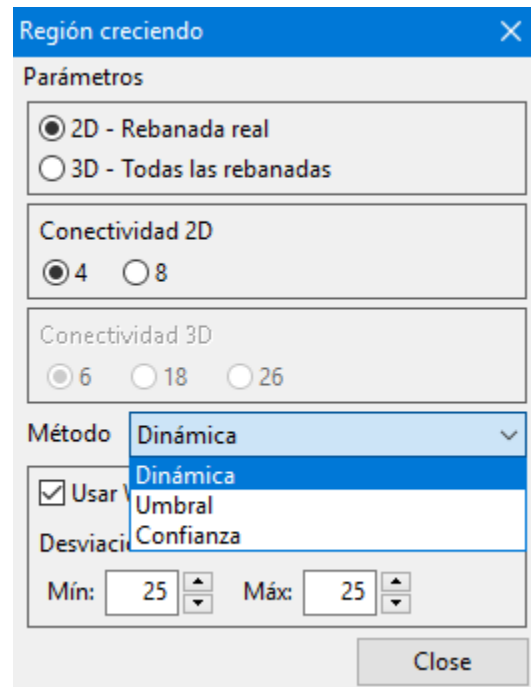 Región creciendo
Parámetros
2D - Rebanada real
3D - Todas las rebanadas
Conectividad 2D
4 8
Conectividad 3D
6 18 26
Método Dinámica
Dinámica
Usar
Umbral
Confianza
Mín: 25 Máx: 25
Close